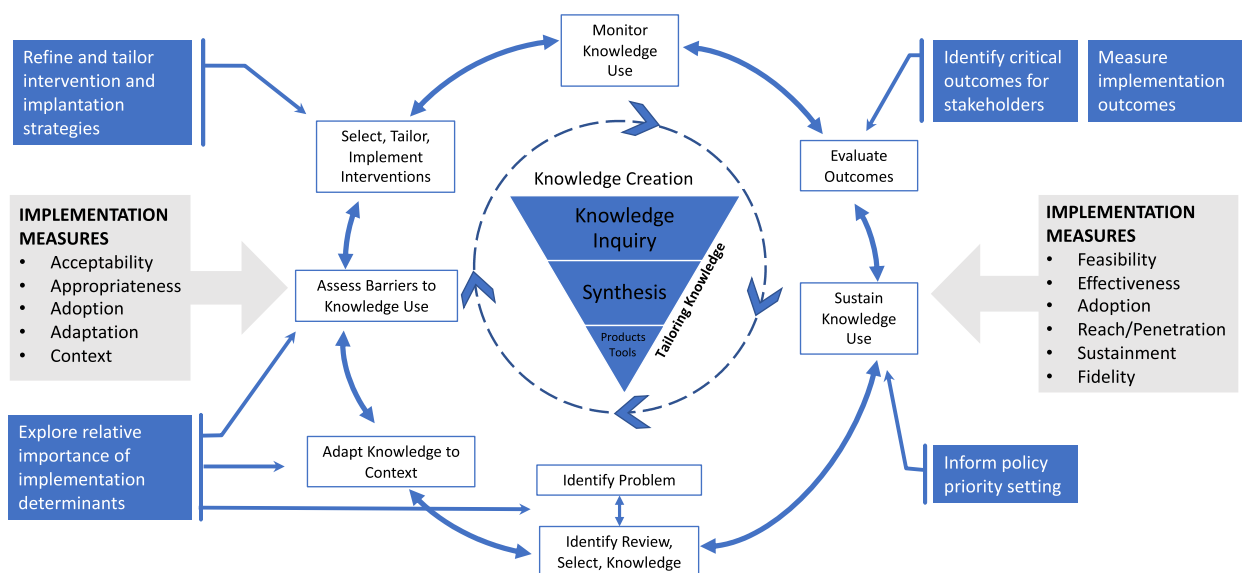 Monitor
Knowledge
Use
Refine and tailor
intervention and
implantation
strategies
Identify critical
outcomes for
stakeholders
Measure
implementation
outcomes
Select, Tailor,
Implement
Interventions
Evaluate
Outcomes
Knowledge Creation
Knowledge
Inquiry
Synthesis
Products
Tools
Tailoring Knowledge
IMPLEMENTATION
MEASURES
• Acceptability
• Appropriateness
• Adoption
• Adaptation
• Context
Assess Barriers to
Knowledge Use
Sustain
Knowledge
Use
IMPLEMENTATION
MEASURES
• Feasibility
• Effectiveness
• Adoption
• Reach/Penetration
• Sustainment
• Fidelity
Explore relative
importance of
implementation
determinants
Adapt Knowledge to
Context
Identify Problem
Identify Review,
Select, Knowledge
Inform policy
priority setting